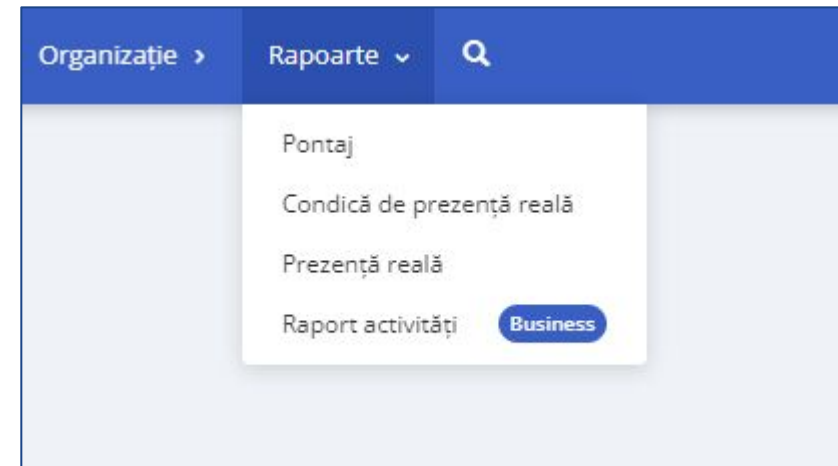 Organizație
Rapoarte
Pontaj
Condică de prezență reală
Prezență reală
Raport activități Business